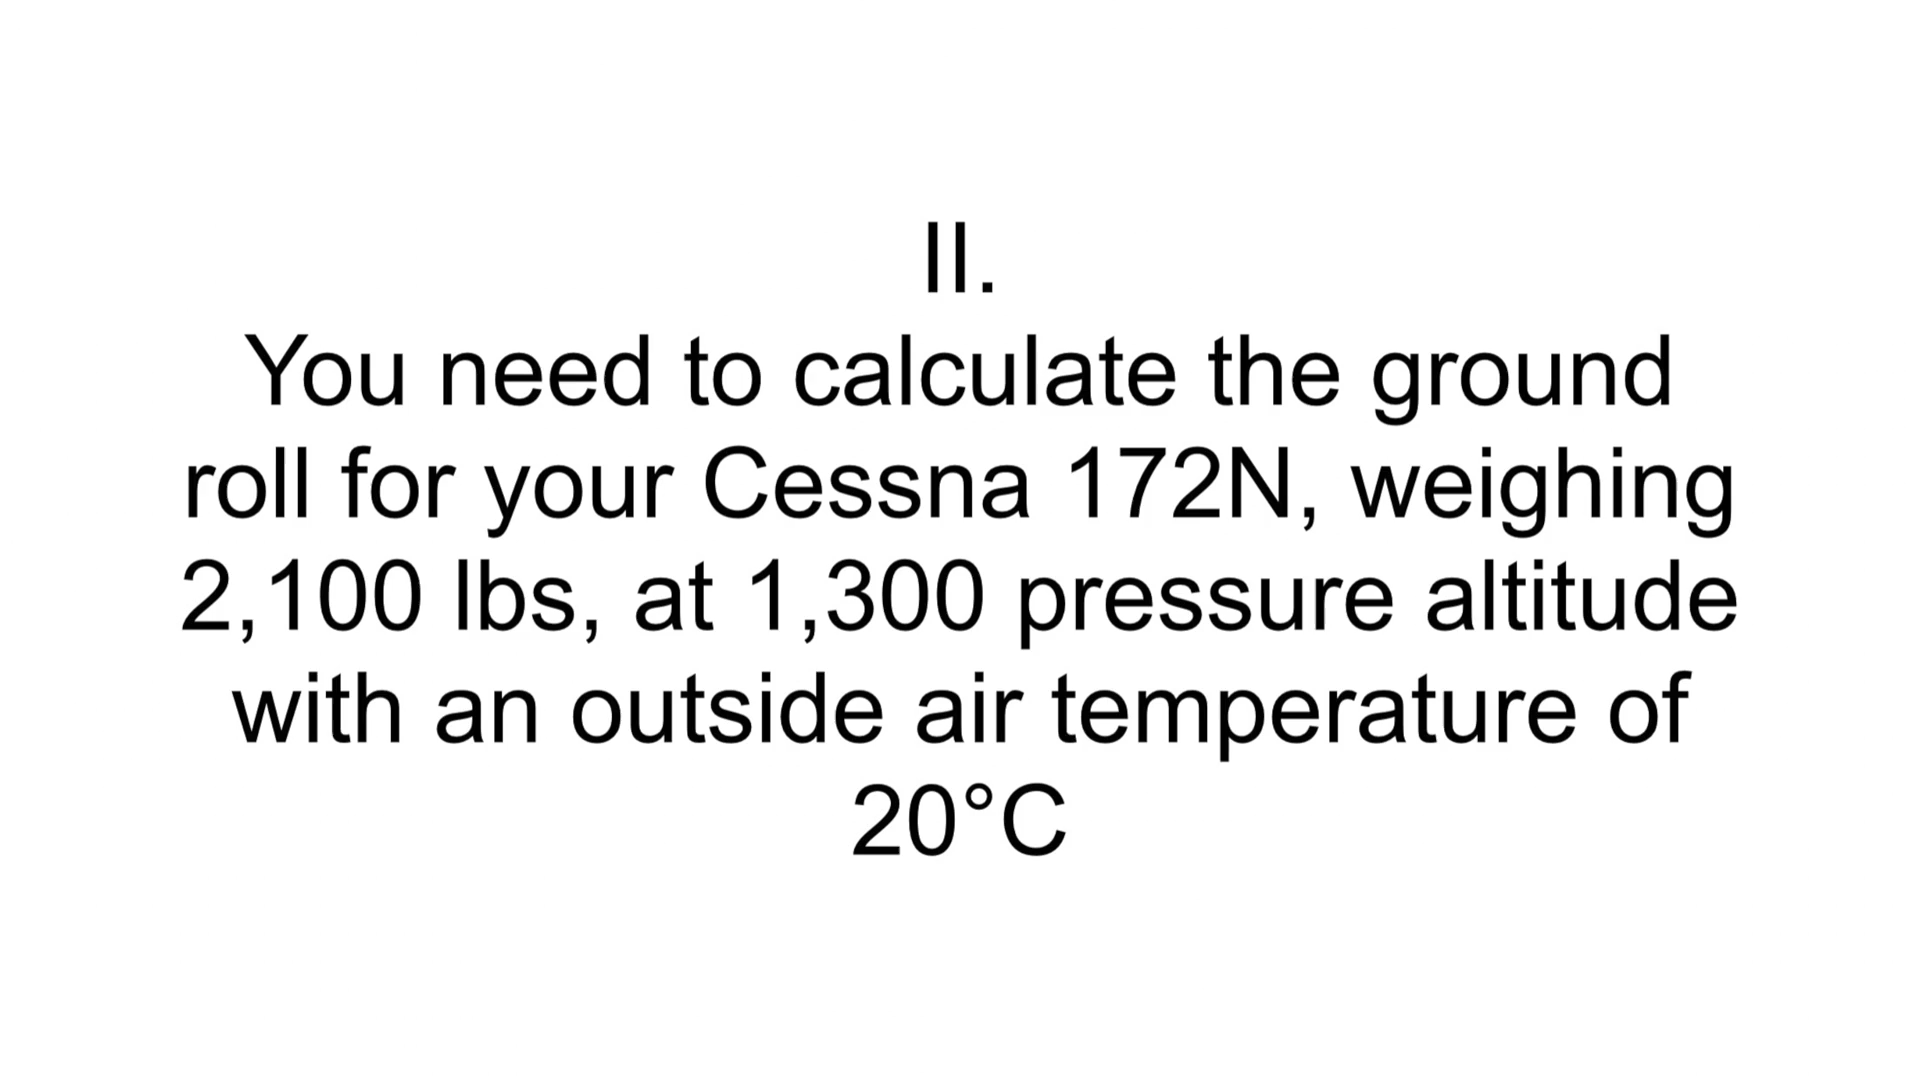 II.
You need to calculate the ground
roll for your Cessna 172N, weighing
2,100 lbs, at 1,300 pressure altitude
with an outside air temperature of
20°C